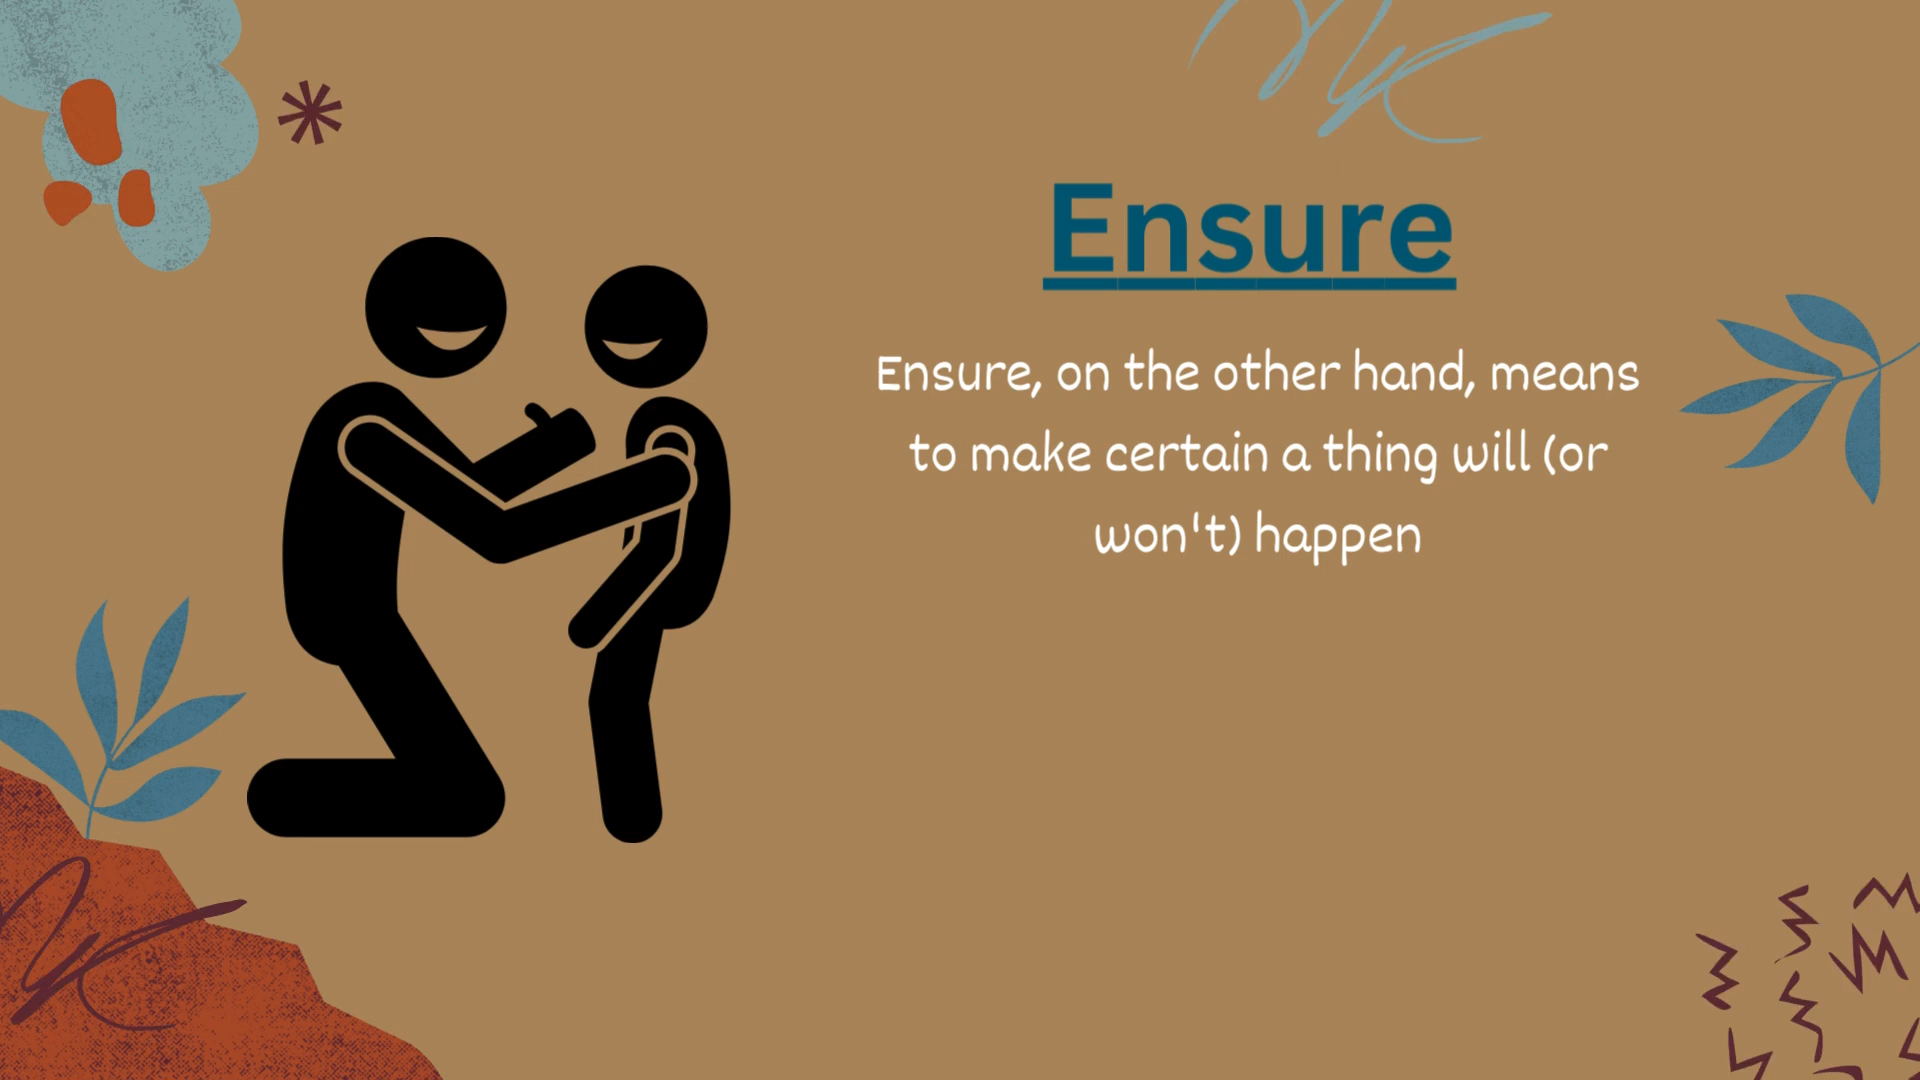 Ensure
Ensure, on the other hand, means
to make certain a thing will (or
won't) happen